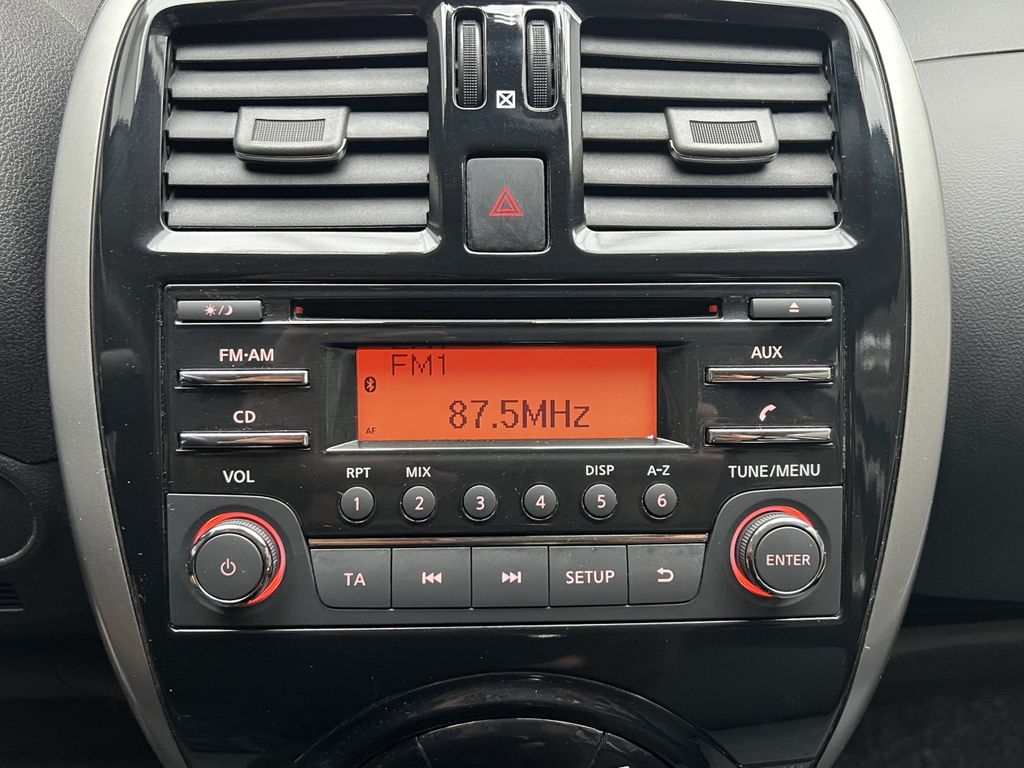 FM·AM
AUX
FM1
CD
87.5MHz
AF
VOL
RPT
MIX
DISP
A-Z
TUNE/MENU
1
2
3
4
5
6
ENTER
TA
SETUP